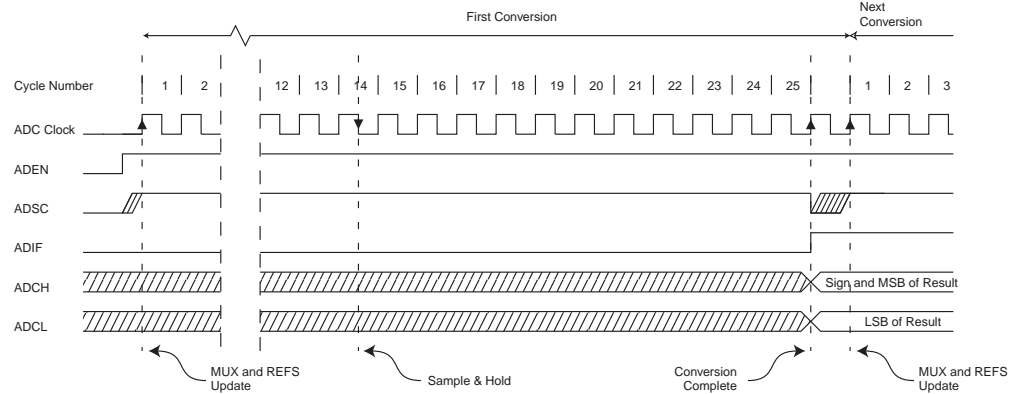 Next
Conversion
First Conversion
Cycle Number 1 2 12 13 14 15 16 17 18 19 20 21 22 23 24 25 1 2 3
ADC Clock
ADEN
ADSC
ADIF
ADCH Sign and MSB of Result
ADCL LSB of Result
MUX and REFS
Update
Sample & Hold
Conversion
Complete
MUX and REFS
Update